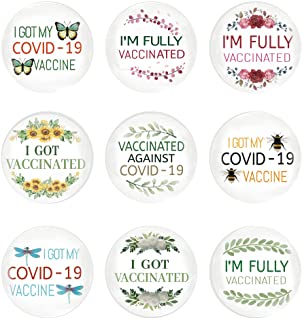 I GOT MY
COVID-19
VACCINE
I'M FULLY
VACCINATED
I'M FULLY
VACCINATED
I GOT
VACCINATED
VACCINATED
AGAINST
COVID-19
I GOT MY
COVID-19
VACCINE
I GOT MY
COVID-19
VACCINE
I GOT
VACCINATED
I'M FULLY
VACCINATED